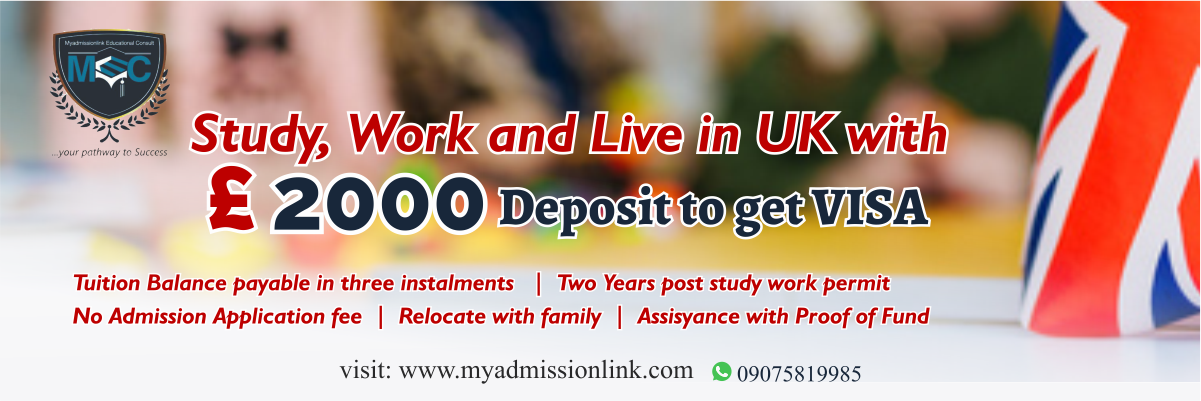 Myadmissionlink Educational Consult
MEC
...your pathway to Success
Study, Work and Live in UK with
£ 2000 Deposit to get VISA
Tuition Balance payable in three instalments | Two Years post study work permit
No Admission Application fee | Relocate with family | Assisyance with Proof of Fund
visit: www.myadmissionlink.com 09075819985